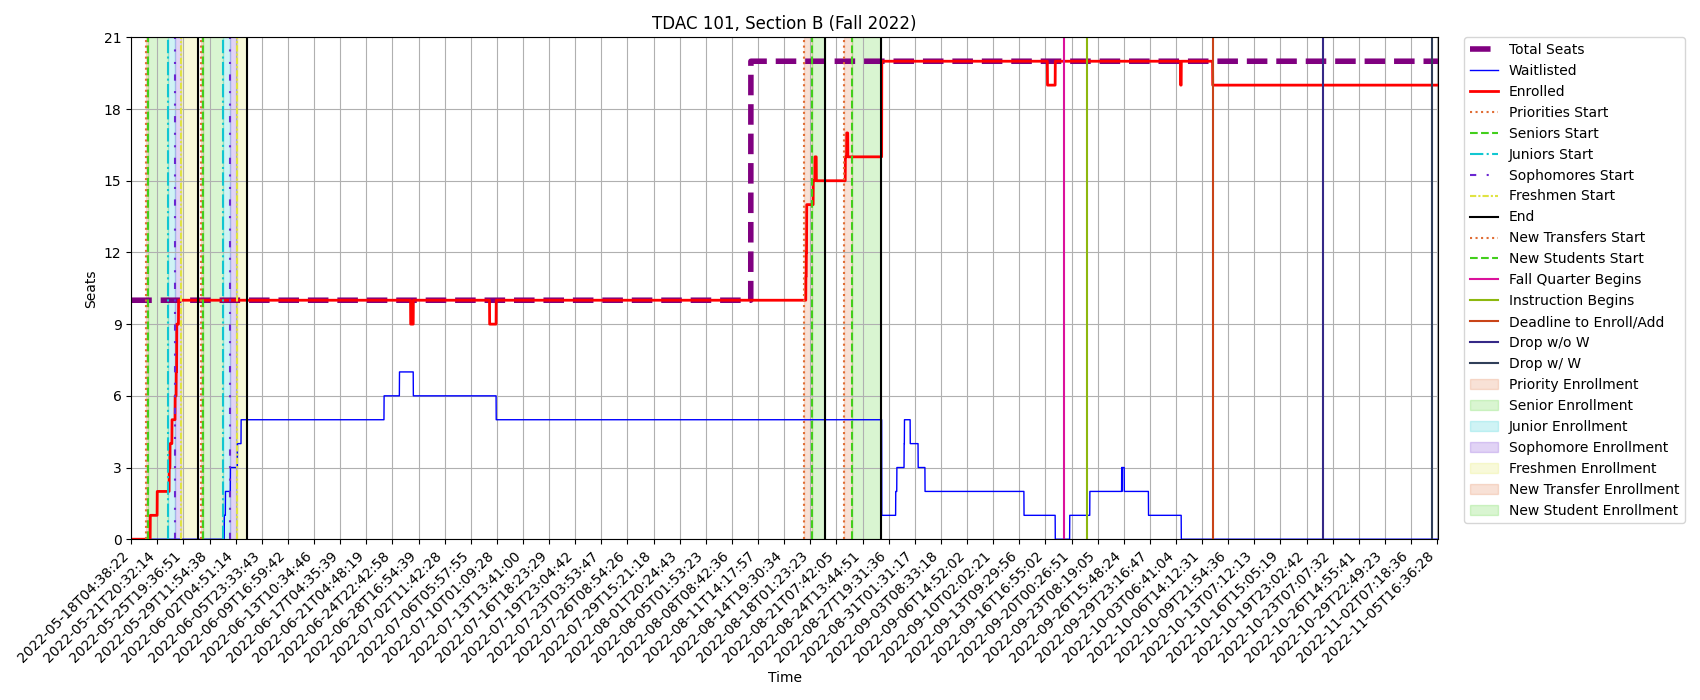 TDAC 101, Section B (Fall 2022)
Seats
21
18
15
12
9
6
3
0
2022-05-18T04:38:22
2022-05-21T20:32:14
2022-05-25T19:36:51
2022-05-29T11:54:38
2022-06-02T04:51:14
2022-06-05T23:33:43
2022-06-09T16:59:42
2022-06-13T10:34:46
2022-06-17T04:35:39
2022-06-21T04:48:19
2022-06-24T22:42:58
2022-06-28T16:54:39
2022-07-02T11:42:28
2022-07-06T05:57:55
2022-07-10T01:09:28
2022-07-13T13:41:00
2022-07-16T18:23:29
2022-07-19T23:04:42
2022-07-23T03:53:47
2022-07-26T08:54:26
2022-07-29T15:21:18
2022-08-01T20:24:43
2022-08-05T01:53:23
2022-08-08T08:42:36
2022-08-11T14:17:57
2022-08-14T19:30:34
2022-08-18T01:23:23
2022-08-21T07:42:05
2022-08-24T13:44:51
2022-08-27T19:31:36
2022-08-31T01:31:17
2022-09-03T08:33:18
2022-09-06T14:52:02
2022-09-10T02:02:21
2022-09-13T09:29:56
2022-09-16T16:55:02
2022-09-20T00:26:51
2022-09-23T08:19:05
2022-09-26T15:48:24
2022-09-29T23:16:47
2022-10-03T06:41:04
2022-10-06T14:12:31
2022-10-09T21:54:36
2022-10-13T07:12:13
2022-10-16T15:05:19
2022-10-19T23:02:42
2022-10-23T07:07:32
2022-10-26T14:55:41
2022-10-29T22:49:23
2022-11-02T07:18:36
2022-11-05T16:36:28
Time
Total Seats
Waitlisted
Enrolled
Priorities Start
Seniors Start
Juniors Start
Sophomores Start
Freshmen Start
End
New Transfers Start
New Students Start
Fall Quarter Begins
Instruction Begins
Deadline to Enroll/Add
Drop w/o W
Drop w/ W
Priority Enrollment
Senior Enrollment
Junior Enrollment
Sophomore Enrollment
Freshmen Enrollment
New Transfer Enrollment
New Student Enrollment